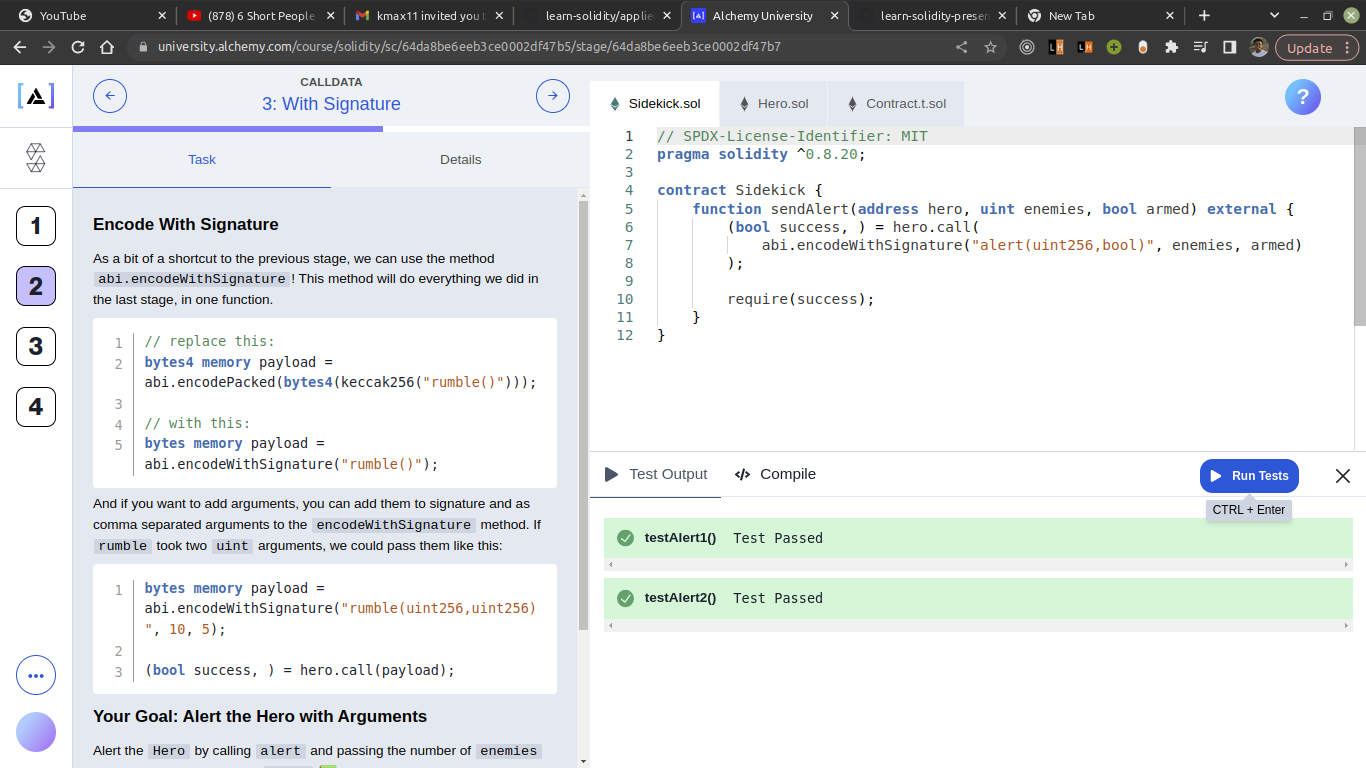 YouTube
(878) 6 Short People
kmax11 invited you t
learn-solidity/applie
Alchemy University
learn-solidity-presen
New Tab
university.alchemy.com/course/solidity/sc/64da8be6eeb3ce0002df47b5/stage/64da8be6eeb3ce0002df47b7
Update
CALLDATA
3: With Signature
Task
Details
1
2
3
4
Encode With Signature
As a bit of a shortcut to the previous stage, we can use the method
abi.encodeWithSignature ! This method will do everything we did in
the last stage, in one function.
1 // replace this:
2 bytes4 memory payload =
abi.encodePacked(bytes4(keccak256("rumble()")));
3
4 // with this:
5 bytes memory payload =
abi.encodeWithSignature("rumble()");
And if you want to add arguments, you can add them to signature and as
comma separated arguments to the encodeWithSignature method. If
rumble took two uint arguments, we could pass them like this:
1 bytes memory payload =
abi.encodeWithSignature("rumble(uint256,uint256)
", 10, 5);
2
3 (bool success, ) = hero.call(payload);
Your Goal: Alert the Hero with Arguments
Alert the Hero by calling alert and passing the number of enemies
Sidekick.sol
Hero.sol
Contract.t.sol
?
1 // SPDX-License-Identifier: MIT
2 pragma solidity ^0.8.20;
3
4 contract Sidekick {
5 function sendAlert(address hero, uint enemies, bool armed) external {
6 (bool success, ) = hero.call(
7 abi.encodeWithSignature("alert(uint256,bool)", enemies, armed)
8 );
9
10 require(success);
11 }
12 }
Test Output
Compile
Run Tests
CTRL + Enter
testAlert1() Test Passed
testAlert2() Test Passed